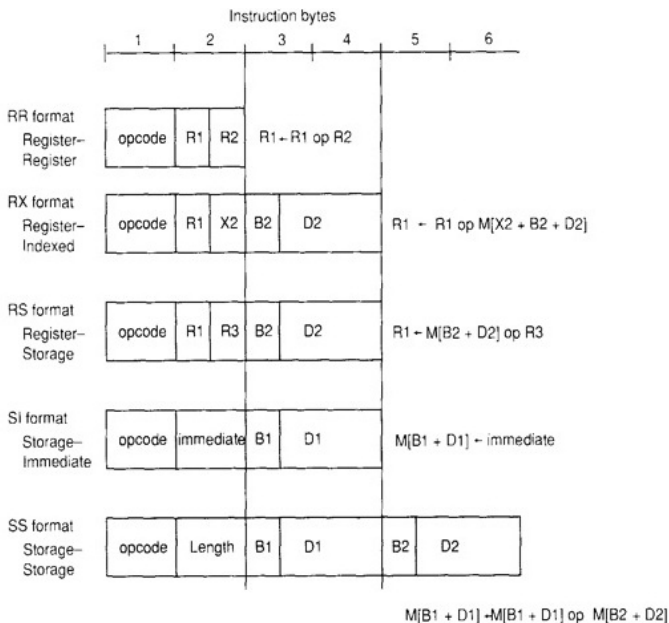 Instruction bytes
1 2 3 4 5 6
RR format
Register–
Register
opcode R1 R2 R1←R1 op R2
RX format
Register–
Indexed
opcode R1 X2 B2 D2 R1 ← R1 op M[X2 + B2 + D2]
RS format
Register–
Storage
opcode R1 R3 B2 D2 R1←M[B2 + D2] op R3
SI format
Storage–
Immediate
opcode immediate B1 D1 M[B1 + D1] ← immediate
SS format
Storage–
Storage
opcode Length B1 D1 B2 D2
M[B1 + D1] ←M[B1 + D1] op M[B2 + D2]